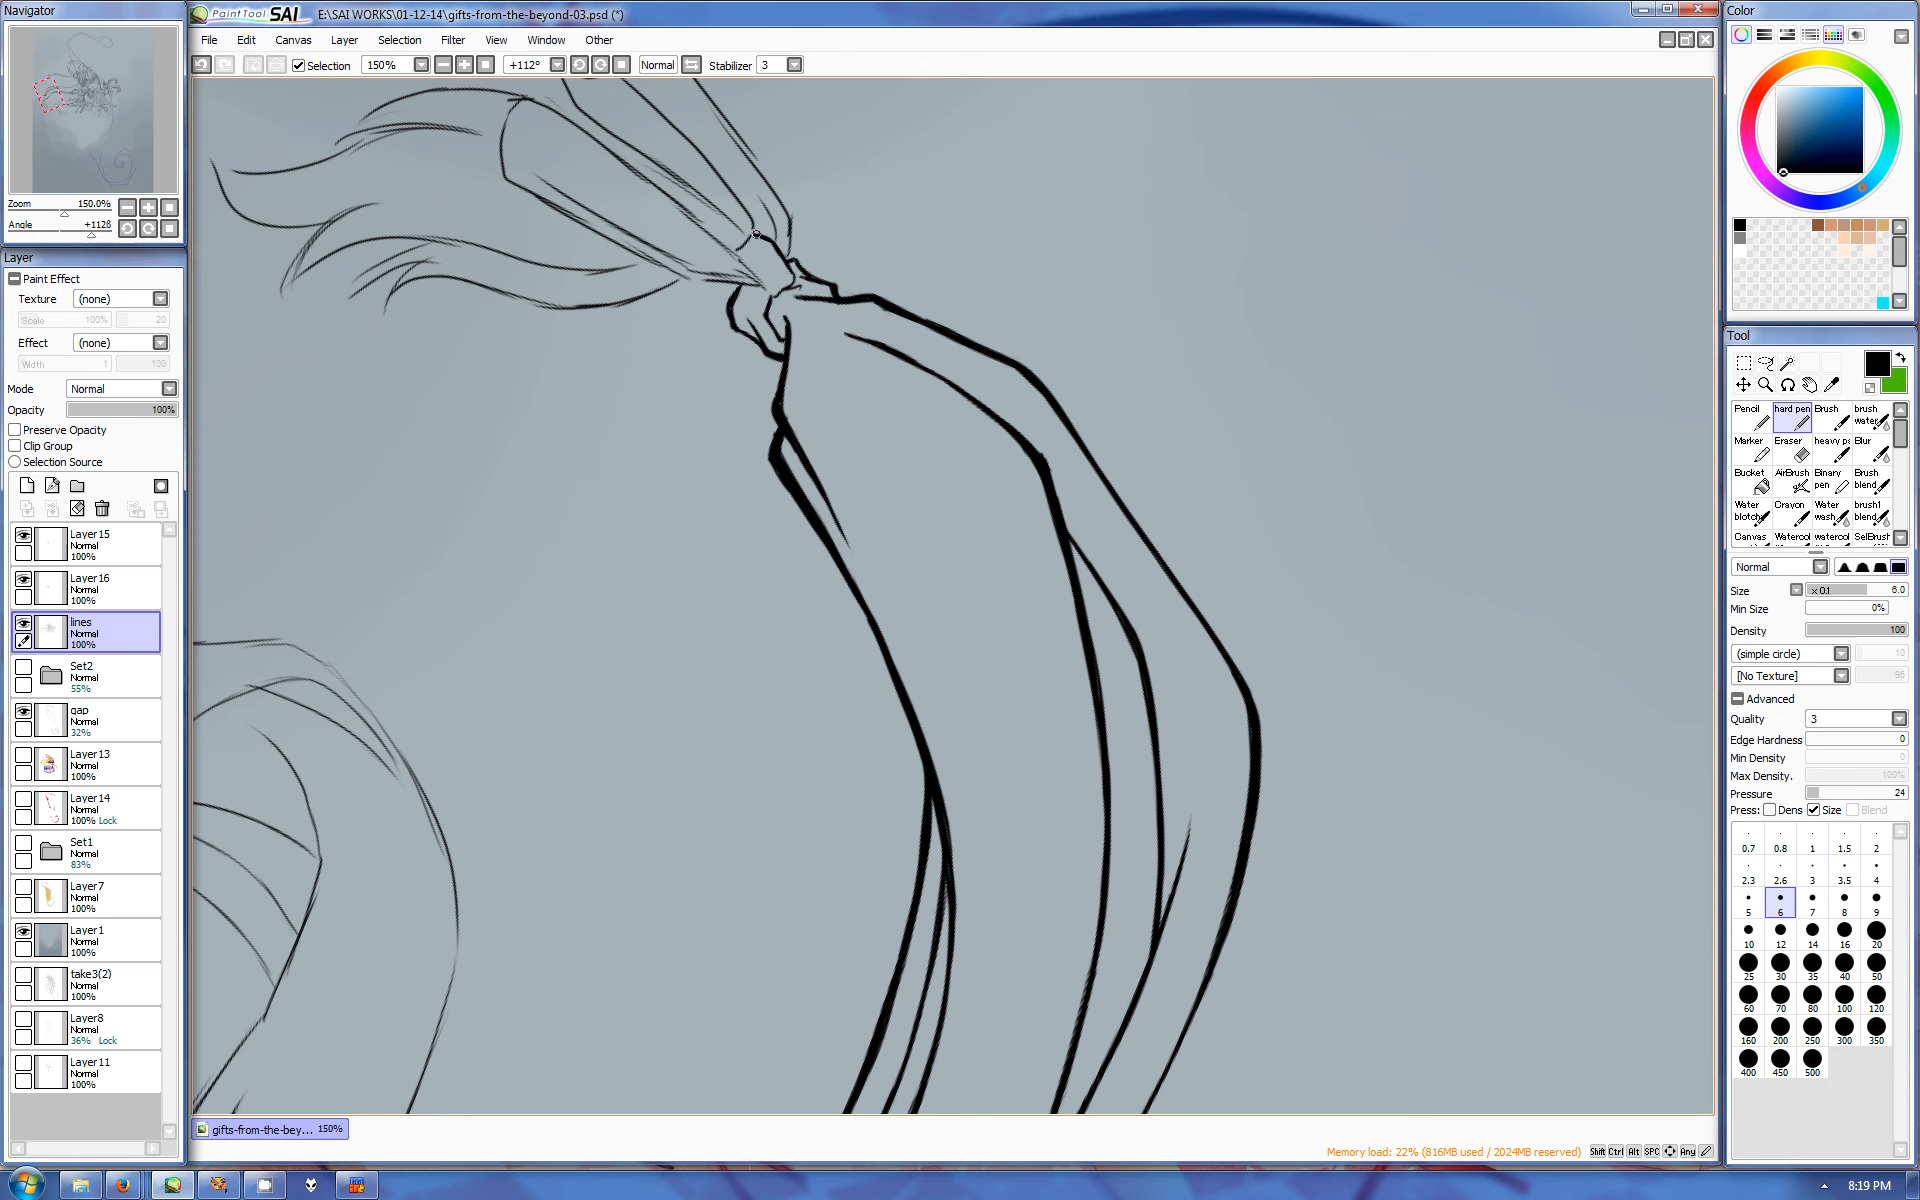 Navigator
Zoom 150.0%
Angle +112ß
Layer
Paint Effect
Texture (none)
Scale 100% 20
Effect (none)
Width 1 100
Mode Normal
Opacity 100%
Preserve Opacity
Clip Group
Selection Source
Layer15
Normal
100%
Layer16
Normal
100%
lines
Normal
100%
Set2
Normal
55%
gap
Normal
32%
Layer13
Normal
100%
Layer14
Normal
100% Lock
Set1
Normal
83%
Layer7
Normal
100%
Layer1
Normal
100%
take3(2)
Normal
100%
Layer8
Normal
36% Lock
Layer11
Normal
100%
PaintTool SAI E:\SAI WORKS\01-12-14\gifts-from-the-beyond-03.psd (*)
File Edit Canvas Layer Selection Filter View Window Other
Selection 150% +112° Normal Stabilizer 3
gifts-from-the-bey... 150%
Memory load: 22% (816MB used / 2024MB reserved) Shift Ctrl Alt SPC Any
Color
Tool
Pencil hard pen Brush brush water
Marker Eraser heavy p Blur
Bucket AirBrush Binary pen Brush blend
Water blotch Crayon Water wash brush1 blend
Canvas Watercol watercol SelBrush
Normal
Size x 0.1 6.0
Min Size 0%
Density 100
(simple circle) 10
[No Texture] 95
Advanced
Quality 3
Edge Hardness 0
Min Density 0
Max Density. 100%
Pressure 24
Press: Dens Size Blend
0.7 0.8 1 1.5 2
2.3 2.6 3 3.5 4
5 6 7 8 9
10 12 14 16 20
25 30 35 40 50
60 70 80 100 120
160 200 250 300 350
400 450 500
8:19 PM